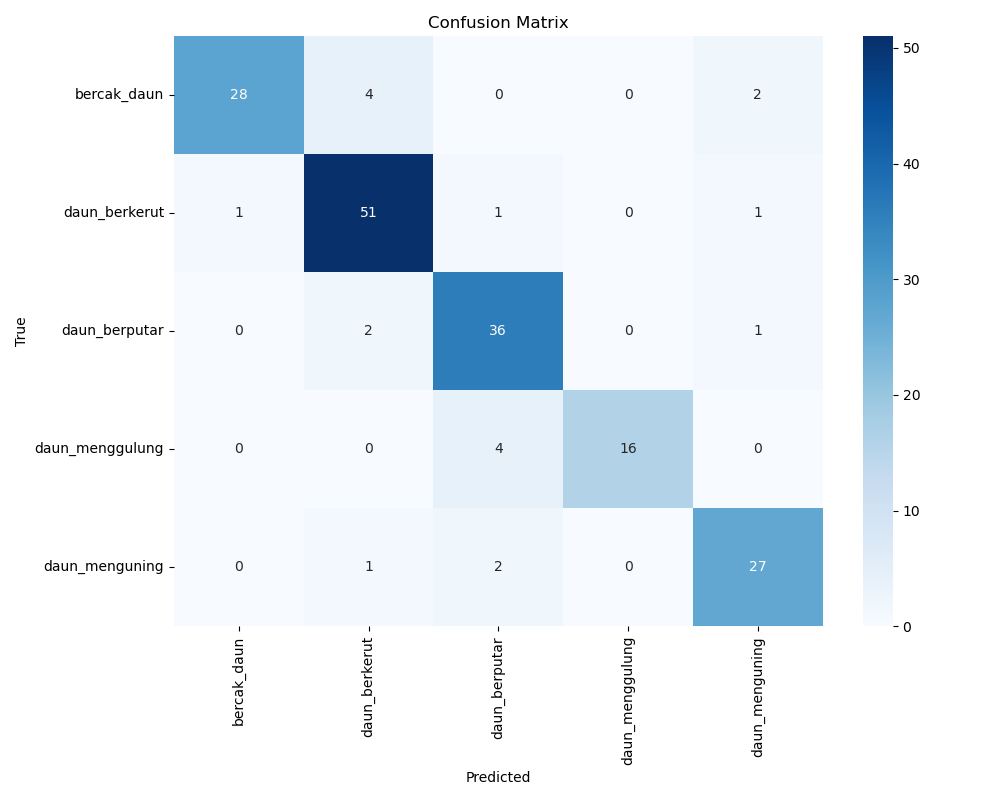 Confusion Matrix
bercak_daun 28 4 0 0 2
daun_berkerut 1 51 1 0 1
daun_berputar 0 2 36 0 1
daun_menggulung 0 0 4 16 0
daun_menguning 0 1 2 0 27
True
bercak_daun
daun_berkerut
daun_berputar
daun_menggulung
daun_menguning
Predicted
50
40
30
20
10
0